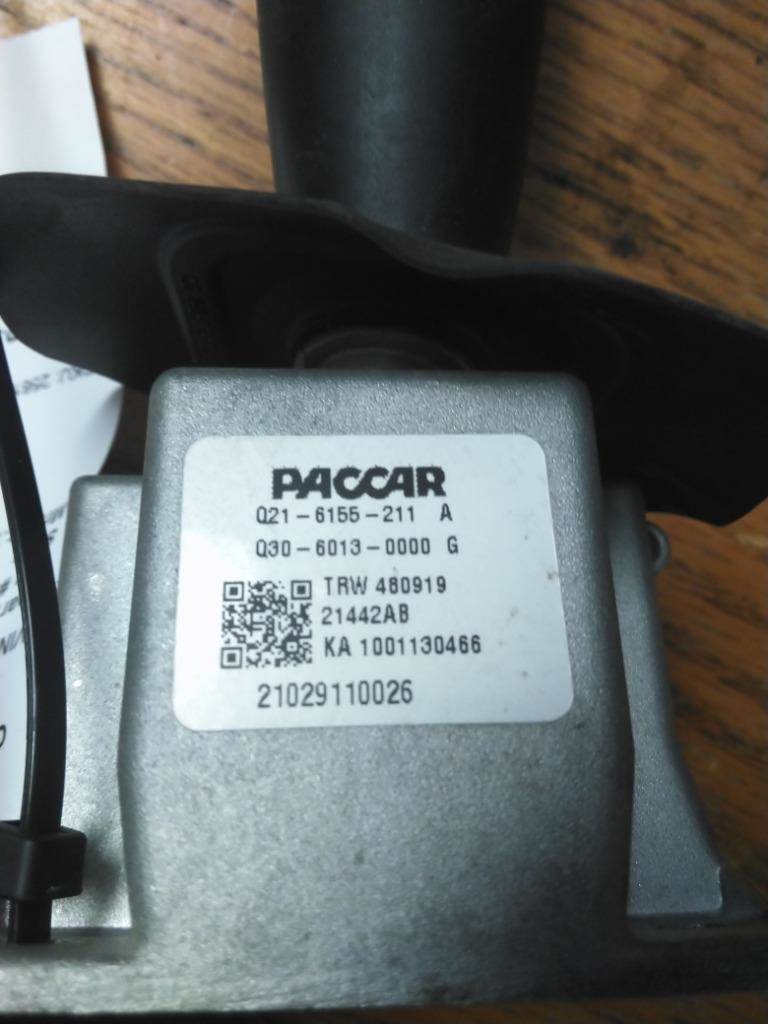 PACCAR
Q21-6155-211 A
Q30-6013-0000 G
TRW 480919
21442AB
KA 1001130466
21029110026